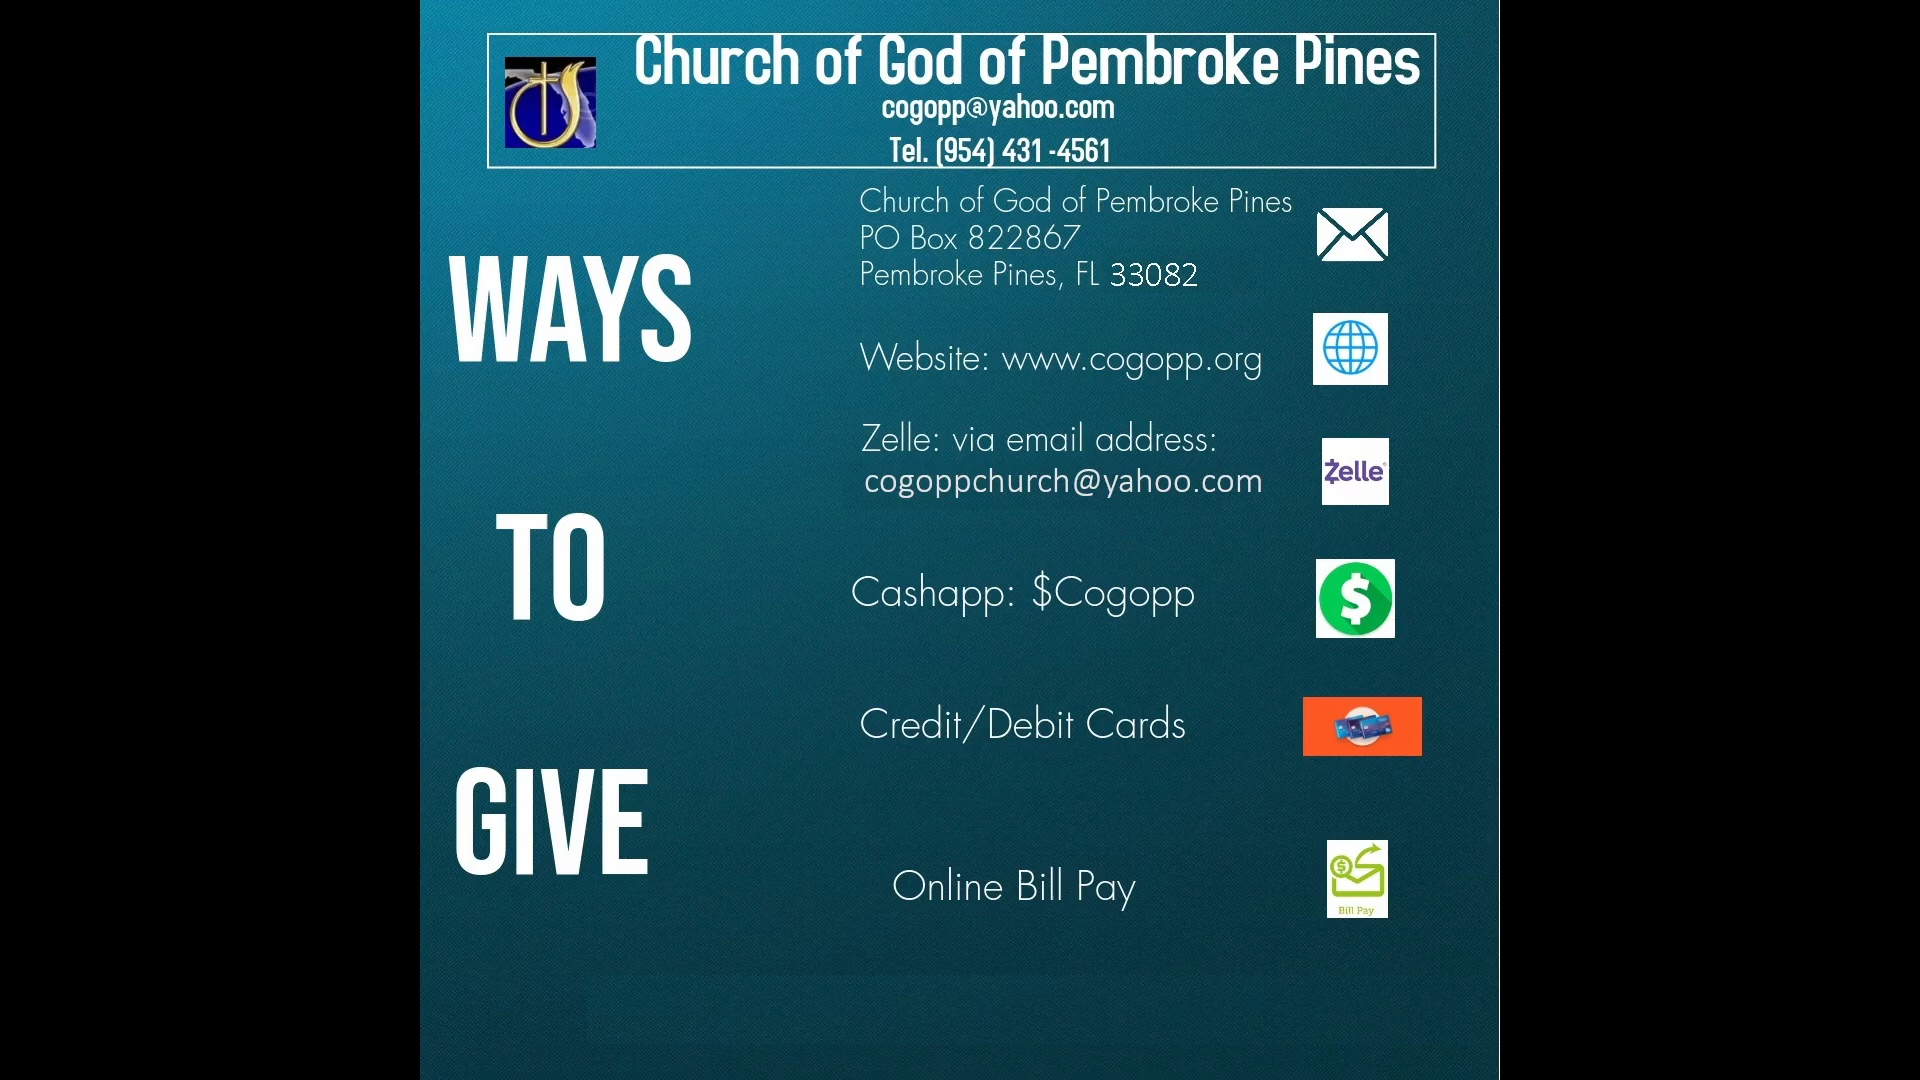 Church of God of Pembroke Pines
cogopp@yahoo.com
Tel. (954) 431 -4561
WAYS
TO
GIVE
Church of God of Pembroke Pines
PO Box 822867
Pembroke Pines, FL 33082
Website: www.cogopp.org
Zelle: via email address:
cogoppchurch@yahoo.com
Zelle
Cashapp: $Cogopp
Credit/Debit Cards
Online Bill Pay
Bill Pay